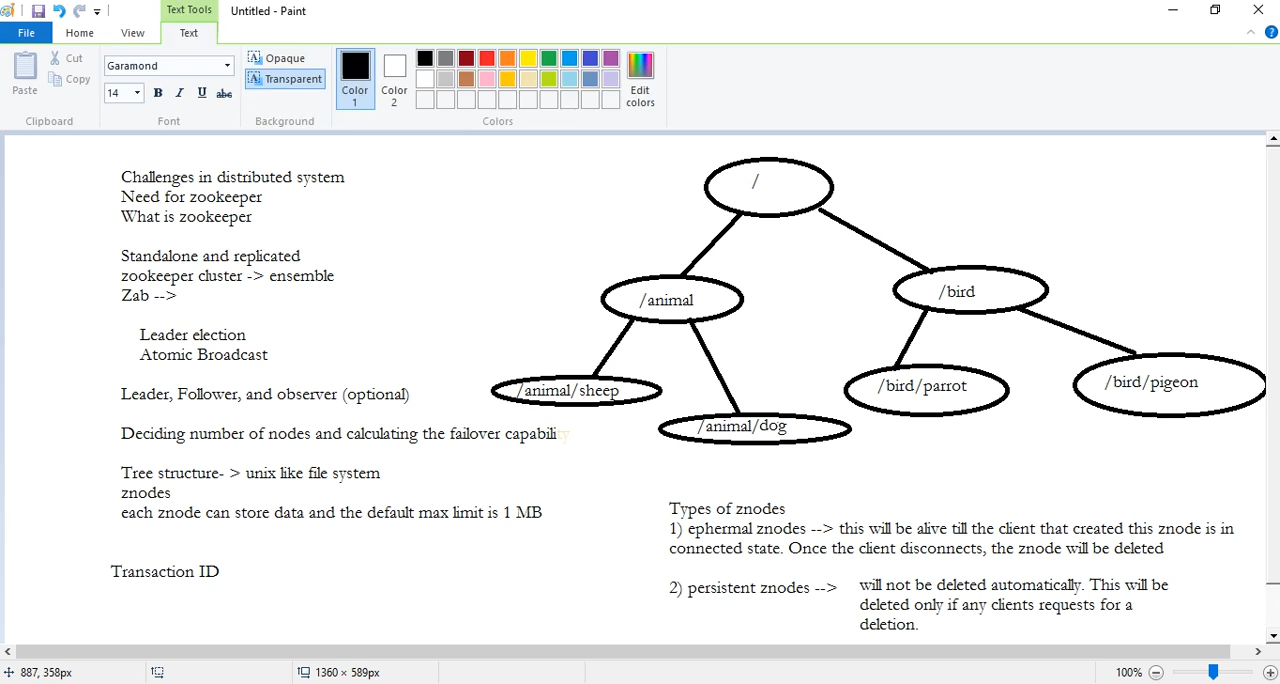 Text Tools
Untitled - Paint
File
Home
View
Text
Paste
Cut
Copy
Clipboard
Garamond
14
B I U abc
Font
Opaque
Transparent
Background
Color 1
Color 2
Edit colors
Colors
Challenges in distributed system
Need for zookeeper
What is zookeeper
Standalone and replicated
zookeeper cluster -> ensemble
Zab -->
Leader election
Atomic Broadcast
Leader, Follower, and observer (optional)
Deciding number of nodes and calculating the failover capability
Tree structure- > unix like file system
znodes
each znode can store data and the default max limit is 1 MB
Transaction ID
/
/animal
/bird
/animal/sheep
/animal/dog
/bird/parrot
/bird/pigeon
Types of znodes
1) ephermal znodes --> this will be alive till the client that created this znode is in
connected state. Once the client disconnects, the znode will be deleted
2) persistent znodes --> will not be deleted automatically. This will be
deleted only if any clients requests for a
deletion.
887, 358px
1360 × 589px
100%